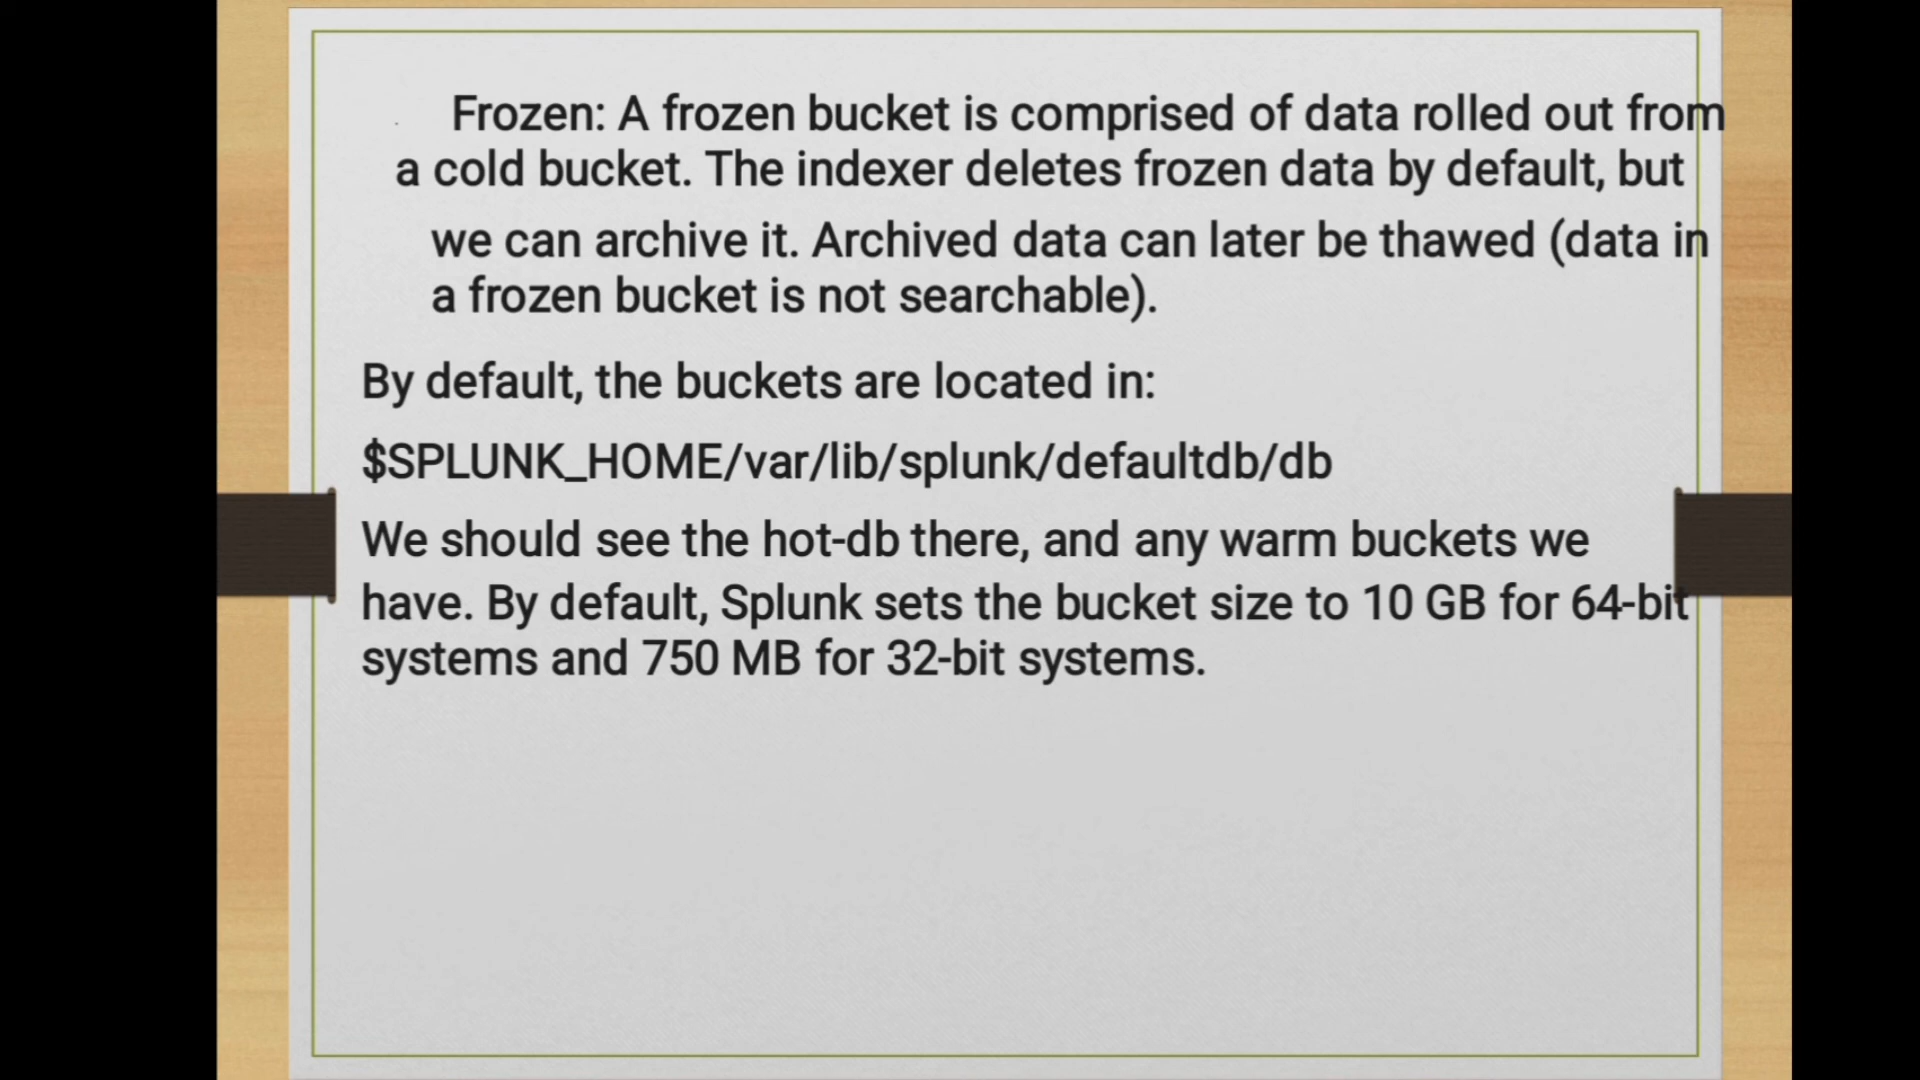 Frozen: A frozen bucket is comprised of data rolled out from
a cold bucket. The indexer deletes frozen data by default, but
we can archive it. Archived data can later be thawed (data in
a frozen bucket is not searchable).
By default, the buckets are located in:
$SPLUNK_HOME/var/lib/splunk/defaultdb/db
We should see the hot-db there, and any warm buckets we
have. By default, Splunk sets the bucket size to 10 GB for 64-bit
systems and 750 MB for 32-bit systems.